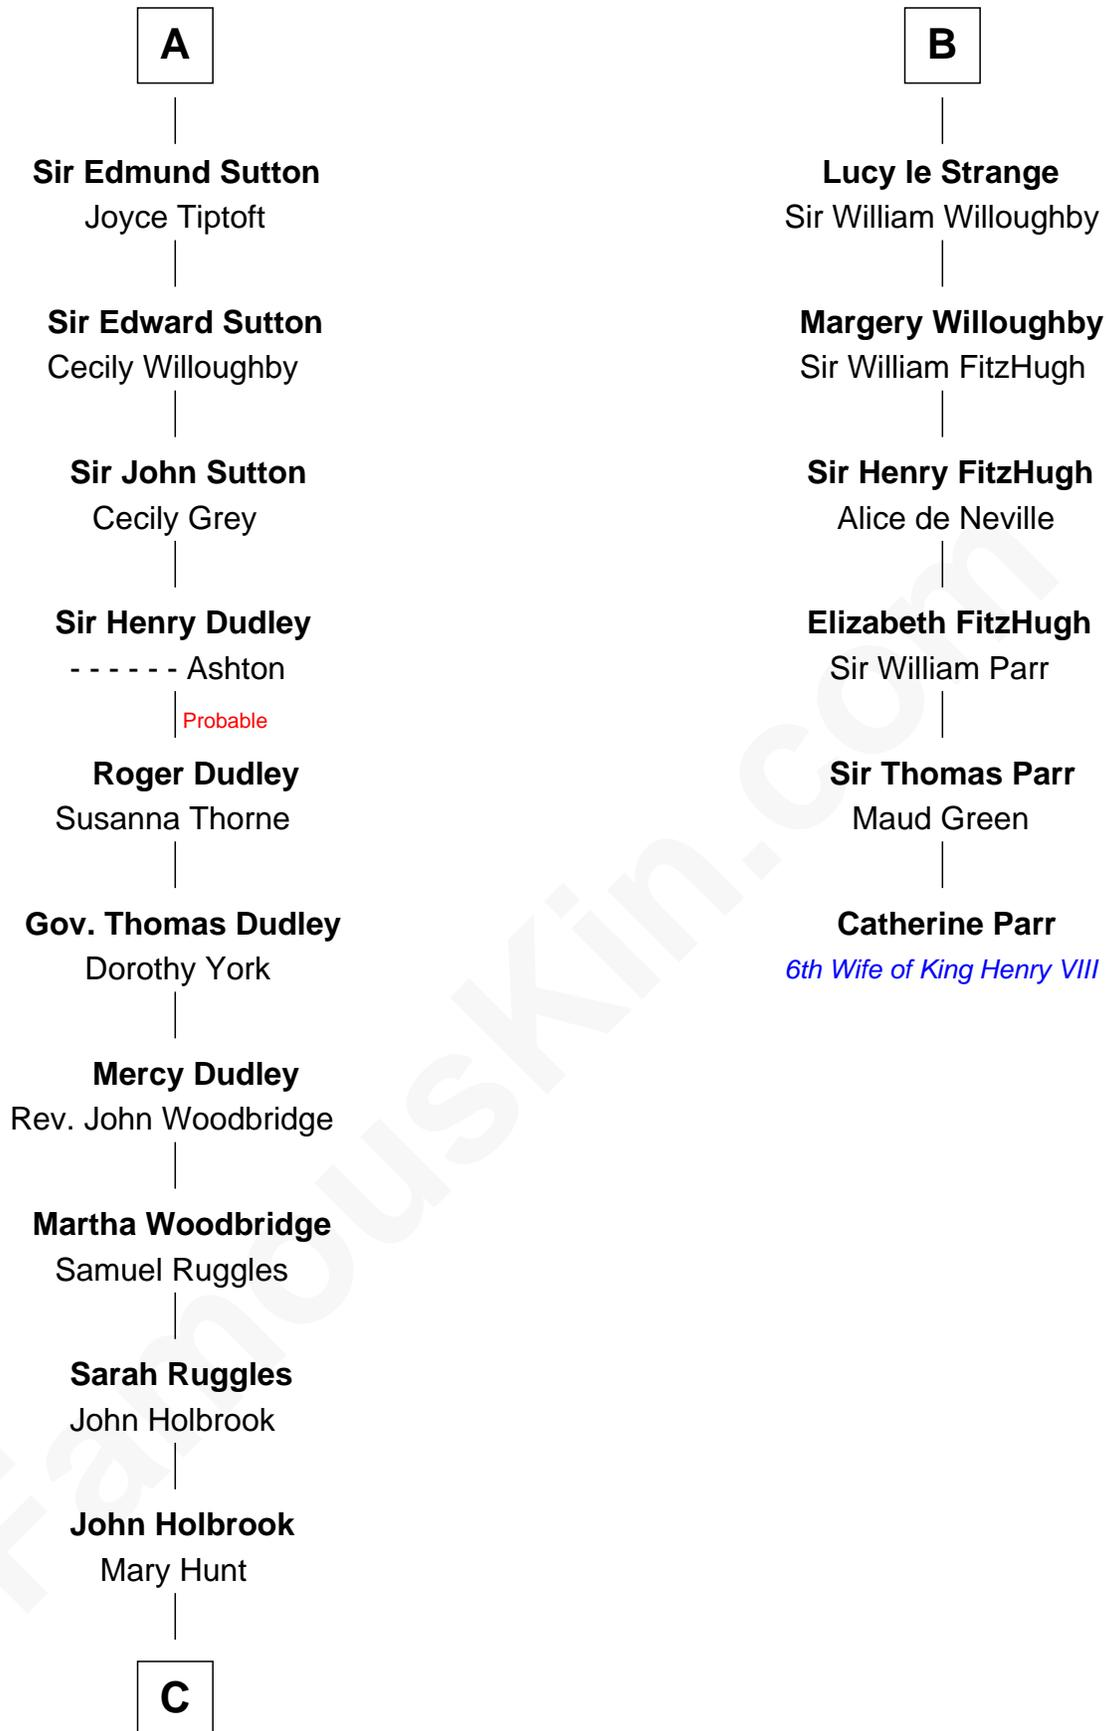 A
Sir Edmund Sutton
Joyce Tiptoft
Sir Edward Sutton
Cecily Willoughby
Sir John Sutton
Cecily Grey
Sir Henry Dudley
- - - - - - Ashton
Probable
Roger Dudley
Susanna Thorne
Gov. Thomas Dudley
Dorothy York
Mercy Dudley
Rev. John Woodbridge
Martha Woodbridge
Samuel Ruggles
Sarah Ruggles
John Holbrook
John Holbrook
Mary Hunt
C
B
Lucy le Strange
Sir William Willoughby
Margery Willoughby
Sir William FitzHugh
Sir Henry FitzHugh
Alice de Neville
Elizabeth FitzHugh
Sir William Parr
Sir Thomas Parr
Maud Green
Catherine Parr
6th Wife of King Henry VIII
FamousKin.com